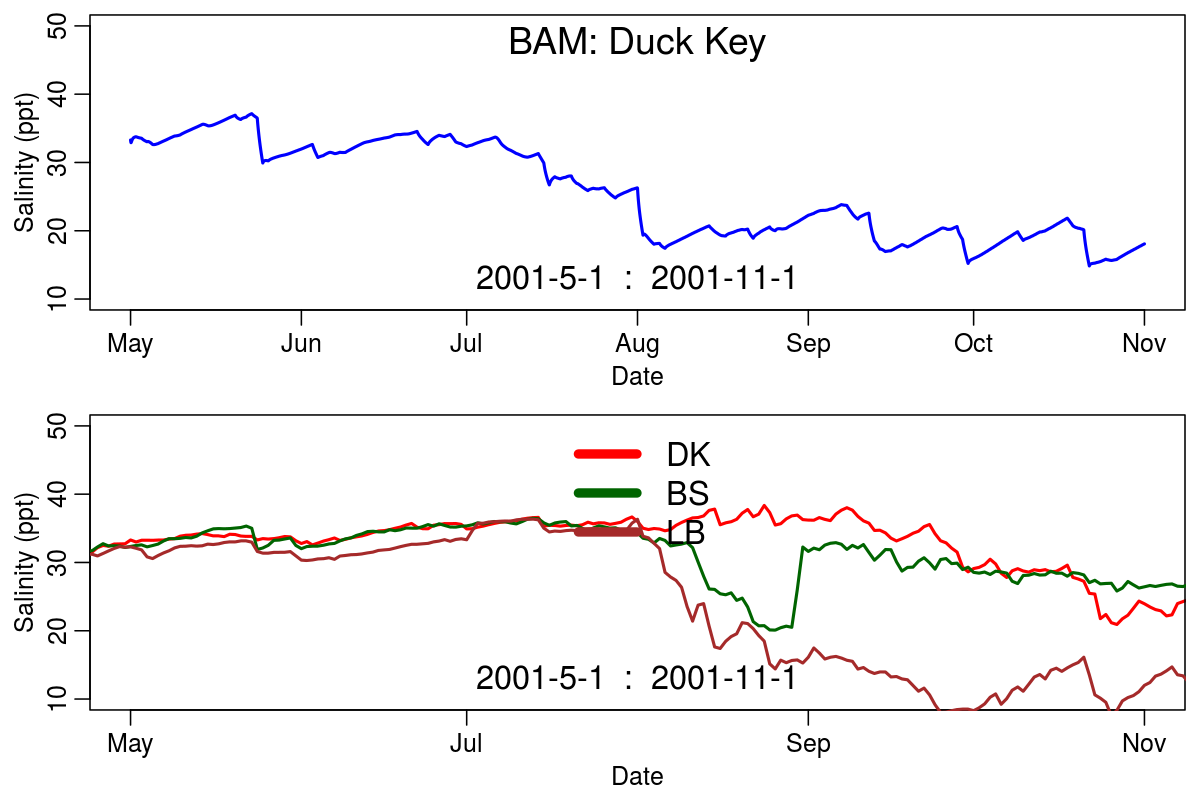 BAM: Duck Key
50
40
30
20
10
Salinity (ppt)
2001-5-1 : 2001-11-1
May Jun Jul Aug Sep Oct Nov
Date
50
40
30
20
10
Salinity (ppt)
DK
BS
LB
2001-5-1 : 2001-11-1
May Jul Sep Nov
Date